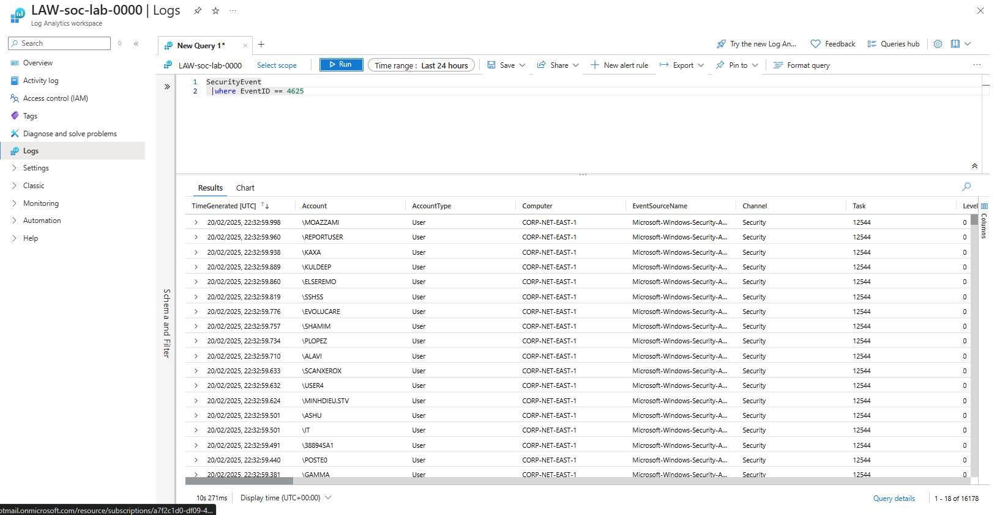 LAW-soc-lab-0000 | Logs
Log Analytics workspace
Search
Overview
Activity log
Access control (IAM)
Tags
Diagnose and solve problems
Logs
Settings
Classic
Monitoring
Automation
Help
New Query 1*
Try the new Log An...
Feedback
Queries hub
LAW-soc-lab-0000
Select scope
Run
Time range : Last 24 hours
Save
Share
New alert rule
Export
Pin to
Format query
1 SecurityEvent
2 |where EventID == 4625
Schema and Filter
Results
Chart
TimeGenerated [UTC] Account AccountType Computer EventSourceName Channel Task Level
20/02/2025, 22:32:59.998 \MOAZZAMI User CORP-NET-EAST-1 Microsoft-Windows-Security-A... Security 12544 0
20/02/2025, 22:32:59.960 \REPORTUSER User CORP-NET-EAST-1 Microsoft-Windows-Security-A... Security 12544 0
20/02/2025, 22:32:59.938 \KAXA User CORP-NET-EAST-1 Microsoft-Windows-Security-A... Security 12544 0
20/02/2025, 22:32:59.889 \KULDEEP User CORP-NET-EAST-1 Microsoft-Windows-Security-A... Security 12544 0
20/02/2025, 22:32:59.860 \ELSEREMO User CORP-NET-EAST-1 Microsoft-Windows-Security-A... Security 12544 0
20/02/2025, 22:32:59.819 \SSHSS User CORP-NET-EAST-1 Microsoft-Windows-Security-A... Security 12544 0
20/02/2025, 22:32:59.776 \EVOLUCARE User CORP-NET-EAST-1 Microsoft-Windows-Security-A... Security 12544 0
20/02/2025, 22:32:59.757 \SHAMIM User CORP-NET-EAST-1 Microsoft-Windows-Security-A... Security 12544 0
20/02/2025, 22:32:59.734 \PLOPEZ User CORP-NET-EAST-1 Microsoft-Windows-Security-A... Security 12544 0
20/02/2025, 22:32:59.710 \ALAVI User CORP-NET-EAST-1 Microsoft-Windows-Security-A... Security 12544 0
20/02/2025, 22:32:59.633 \SCANXEROX User CORP-NET-EAST-1 Microsoft-Windows-Security-A... Security 12544 0
20/02/2025, 22:32:59.632 \USER4 User CORP-NET-EAST-1 Microsoft-Windows-Security-A... Security 12544 0
20/02/2025, 22:32:59.624 \MINHDIEU.STV User CORP-NET-EAST-1 Microsoft-Windows-Security-A... Security 12544 0
20/02/2025, 22:32:59.501 \ASHU User CORP-NET-EAST-1 Microsoft-Windows-Security-A... Security 12544 0
20/02/2025, 22:32:59.501 \IT User CORP-NET-EAST-1 Microsoft-Windows-Security-A... Security 12544 0
20/02/2025, 22:32:59.491 \38894SA1 User CORP-NET-EAST-1 Microsoft-Windows-Security-A... Security 12544 0
20/02/2025, 22:32:59.440 \POSTE0 User CORP-NET-EAST-1 Microsoft-Windows-Security-A... Security 12544 0
20/02/2025, 22:32:59.381 \GAMMA User CORP-NET-EAST-1 Microsoft-Windows-Security-A... Security 12544 0
Columns
10s 271ms
Display time (UTC+00:00)
Query details
1 - 18 of 16178
otmail.onmicrosoft.com/resource/subscriptions/a7f2c1d0-df09-4...